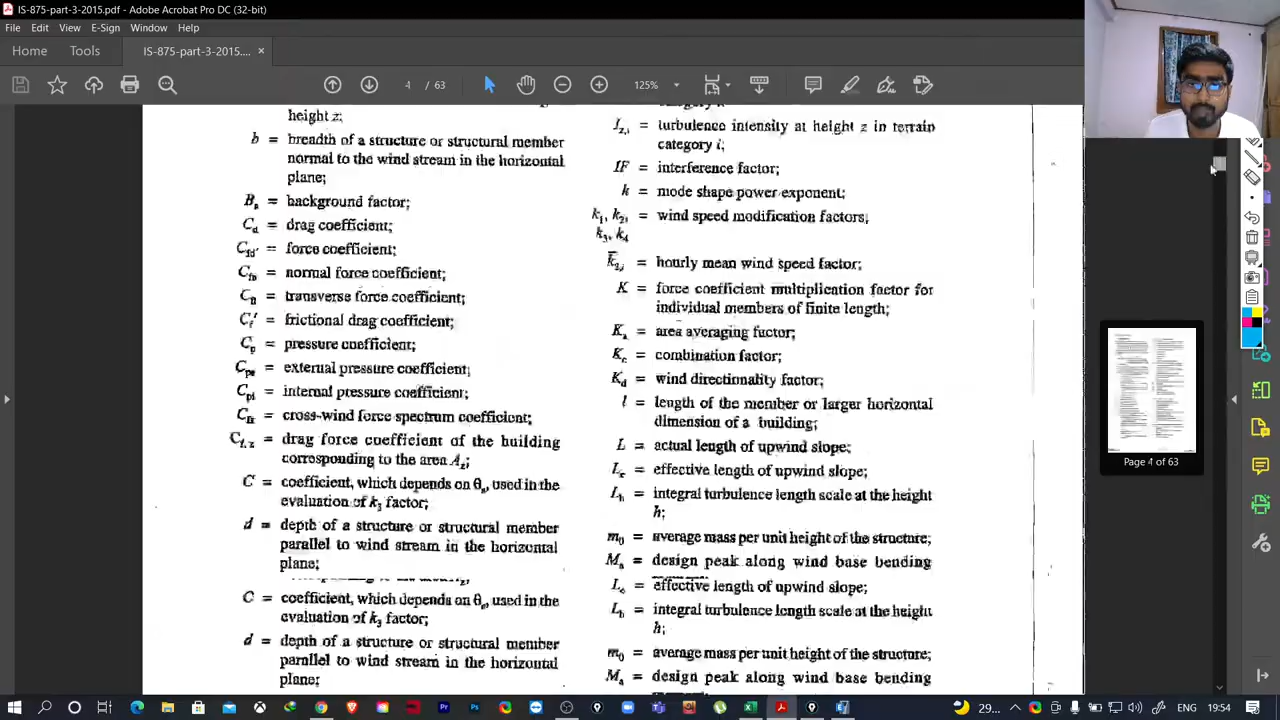 IS-875-part-3-2015.pdf - Adobe Acrobat Pro DC (32-bit)
File Edit View E-Sign Window Help
Home Tools IS-875-part-3-2015.... ×
4 / 63 125%
height z;
b = breadth of a structure or structural member
normal to the wind stream in the horizontal
plane;
Bs = background factor;
Cd = drag coefficient;
Cfd' = force coefficient;
Cfn = normal force coefficient;
Cft = transverse force coefficient;
Cf' = frictional drag coefficient;
Cp = pressure coefficient;
Cpe = external pressure coefficient
Cpi = internal pressure coefficient;
Cfs = cross-wind force spectrum coefficient;
Cf,z = drag force coefficient of the building
corresponding to the area Az;
C = coefficient, which depends on θs, used in the
evaluation of k3 factor;
d = depth of a structure or structural member
parallel to wind stream in the horizontal
plane;
C = coefficient, which depends on θs, used in the
evaluation of k3 factor;
d = depth of a structure or structural member
parallel to wind stream in the horizontal
plane;
Iz,i = turbulence intensity at height z in terrain
category i;
IF = interference factor;
k = mode shape power exponent;
k1, k2, = wind speed modification factors;
k3, k4
k̄2,i = hourly mean wind speed factor;
K = force coefficient multiplication factor for
individual members of finite length;
Ka = area averaging factor;
Kc = combination factor;
Kd = wind directionality factor;
l = length of the member or larger horizontal
dimension of a building;
L = actual length of upwind slope;
Le = effective length of upwind slope;
Lh = integral turbulence length scale at the height
h;
m0 = average mass per unit height of the structure;
Ma = design peak along wind base bending
Le = effective length of upwind slope;
Lh = integral turbulence length scale at the height
h;
m0 = average mass per unit height of the structure;
Ma = design peak along wind base bending
Page 4 of 63
29... ENG 19:54